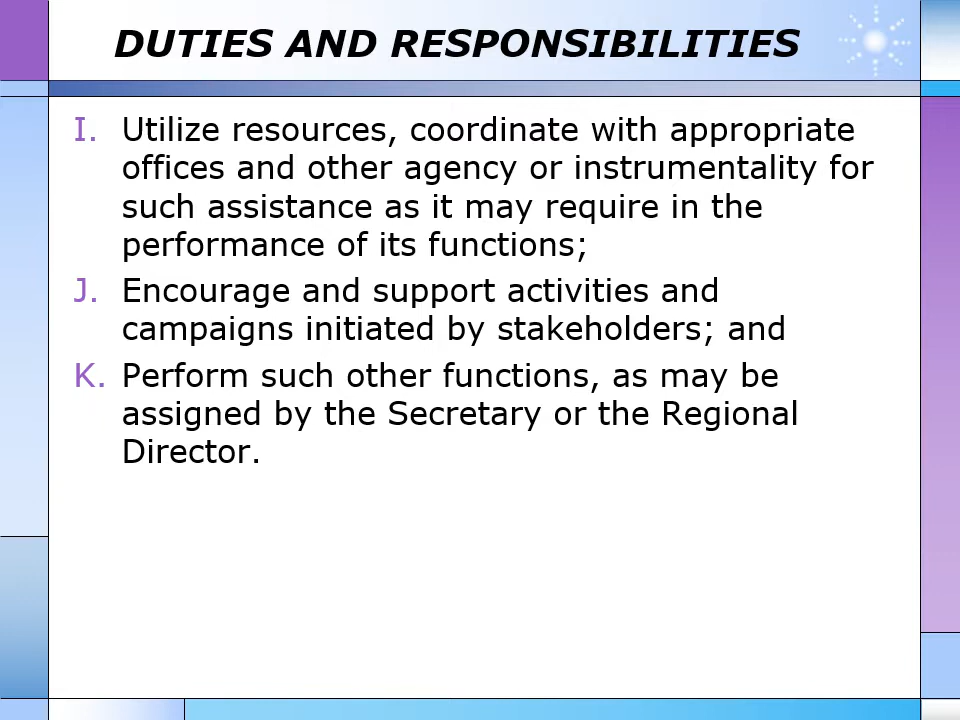 DUTIES AND RESPONSIBILITIES
I. Utilize resources, coordinate with appropriate
offices and other agency or instrumentality for
such assistance as it may require in the
performance of its functions;
J. Encourage and support activities and
campaigns initiated by stakeholders; and
K. Perform such other functions, as may be
assigned by the Secretary or the Regional
Director.